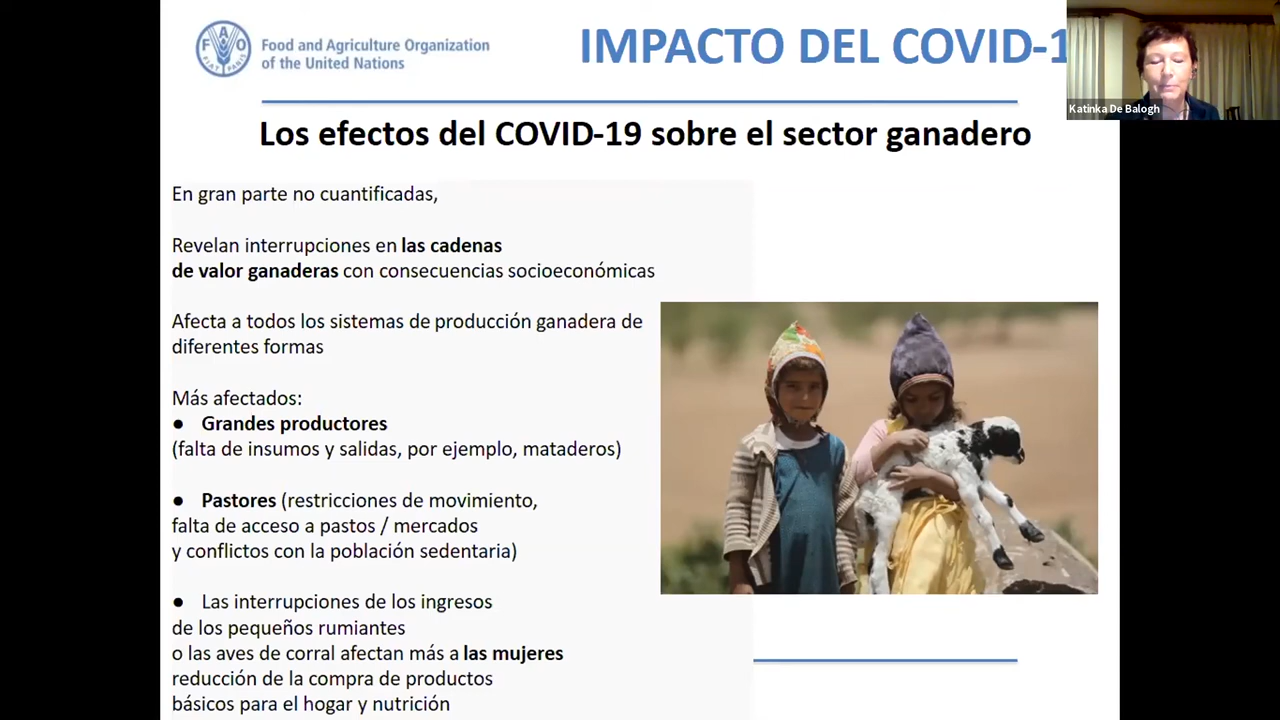 FAO
FIAT PANIS
Food and Agriculture Organization
of the United Nations
IMPACTO DEL COVID-1
Katinka De Balogh
Los efectos del COVID-19 sobre el sector ganadero
En gran parte no cuantificadas,
Revelan interrupciones en las cadenas
de valor ganaderas con consecuencias socioeconómicas
Afecta a todos los sistemas de producción ganadera de
diferentes formas
Más afectados:
● Grandes productores
(falta de insumos y salidas, por ejemplo, mataderos)
● Pastores (restricciones de movimiento,
falta de acceso a pastos / mercados
y conflictos con la población sedentaria)
● Las interrupciones de los ingresos
de los pequeños rumiantes
o las aves de corral afectan más a las mujeres
reducción de la compra de productos
básicos para el hogar y nutrición